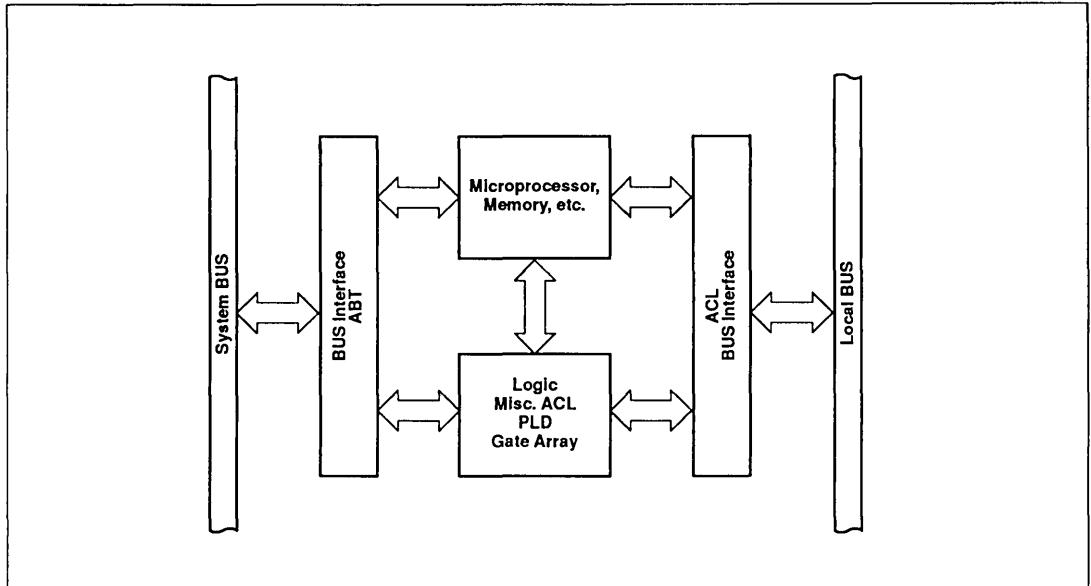 System BUS
BUS Interface
ABT
Microprocessor,
Memory, etc.
Logic
Misc. ACL
PLD
Gate Array
ACL
BUS Interface
Local BUS